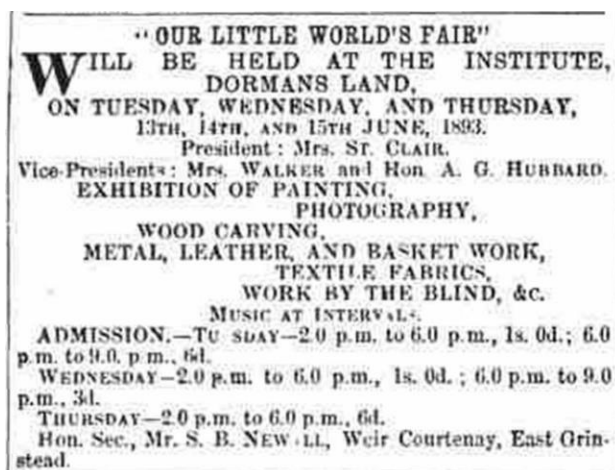 "OUR LITTLE WORLD'S FAIR"
WILL BE HELD AT THE INSTITUTE,
DORMANS LAND,
ON TUESDAY, WEDNESDAY, AND THURSDAY,
13TH, 14TH, AND 15TH JUNE, 1893.
President: Mrs. ST. CLAIR.
Vice-Presidents: Mrs. WALKER and Hon. A. G. HUBBARD.
EXHIBITION OF PAINTING,
PHOTOGRAPHY,
WOOD CARVING,
METAL, LEATHER, AND BASKET WORK,
TEXTILE FABRICS,
WORK BY THE BLIND, &c.
MUSIC AT INTERVALS.
ADMISSION.—TU SDAY—2.0 p.m. to 6.0 p.m., 1s. 0d.; 6.0
p.m. to 9.0. p m., 6d.
WEDNESDAY—2.0 p.m. to 6.0 p.m., 1s. 0d.; 6.0 p.m. to 9.0
p.m., 3d.
THURSDAY—2.0 p.m. to 6.0 p.m., 6d.
Hon. Sec., Mr. S. B. Weir Courtenay, East Grin-
stead.